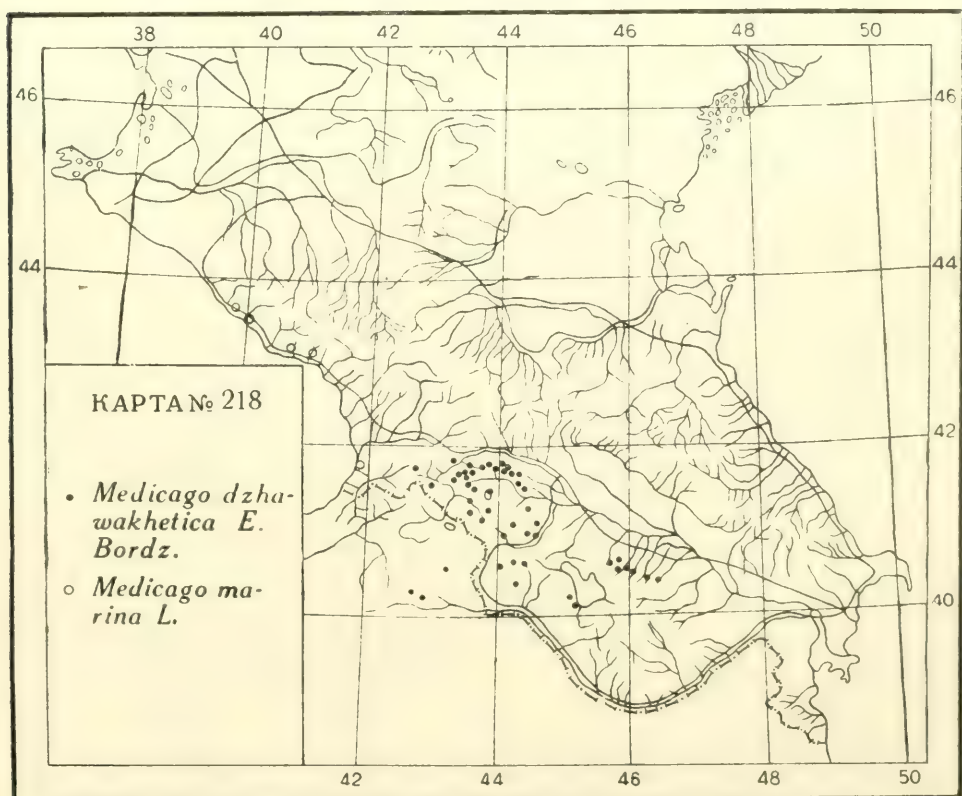 38 40 42 44 46 48 50
46 46
44 44
КАРТА № 218
42
• Medicago dzha-
wakhetica E.
Bordz.
○ Medicago ma-
rina L.
40
42 44 46 48 50